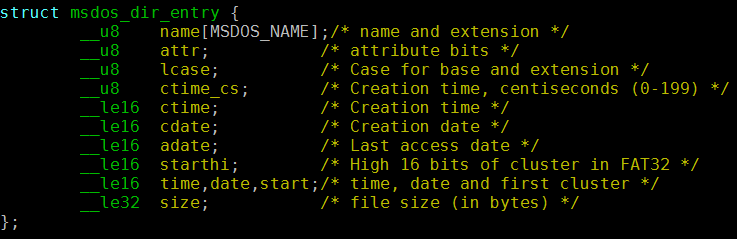 struct msdos_dir_entry {
__u8 name[MSDOS_NAME];/* name and extension */
__u8 attr; /* attribute bits */
__u8 lcase; /* Case for base and extension */
__u8 ctime_cs; /* Creation time, centiseconds (0-199) */
__le16 ctime; /* Creation time */
__le16 cdate; /* Creation date */
__le16 adate; /* Last access date */
__le16 starthi; /* High 16 bits of cluster in FAT32 */
__le16 time,date,start;/* time, date and first cluster */
__le32 size; /* file size (in bytes) */
};